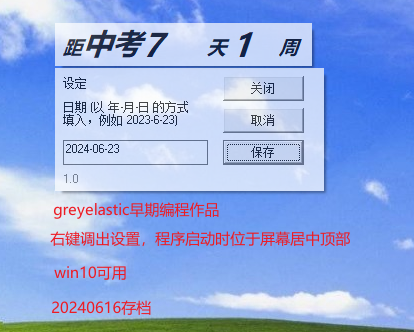 距中考7 天 1 周
设定
关闭
日期 (以 年-月-日 的方式
填入，例如 2023-6-23)
取消
2024-06-23
保存
1.0
greyelastic早期编程作品
右键调出设置，程序启动时位于屏幕居中顶部
win10可用
20240616存档